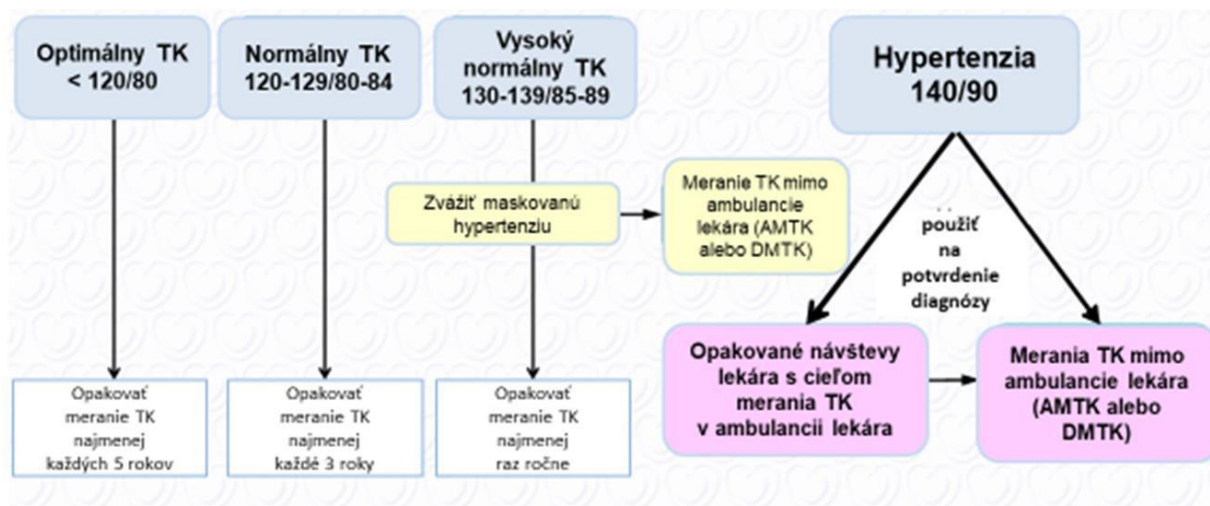 Optimálny TK
< 120/80
Normálny TK
120-129/80-84
Vysoký
normálny TK
130-139/85-89
Hypertenzia
140/90
Zvážiť maskovanú
hypertenziu
Meranie TK mimo
ambulancie
lekára (AMTK
alebo DMTK)
použiť
na
potvrdenie
diagnózy
Opakovať
meranie TK
najmenej
každých 5 rokov
Opakovať
meranie TK
najmenej
každé 3 roky
Opakovať
meranie TK
najmenej
raz ročne
Opakované návštevy
lekára s cieľom
merania TK
v ambulancii lekára
Merania TK mimo
ambulancie lekára
(AMTK alebo
DMTK)